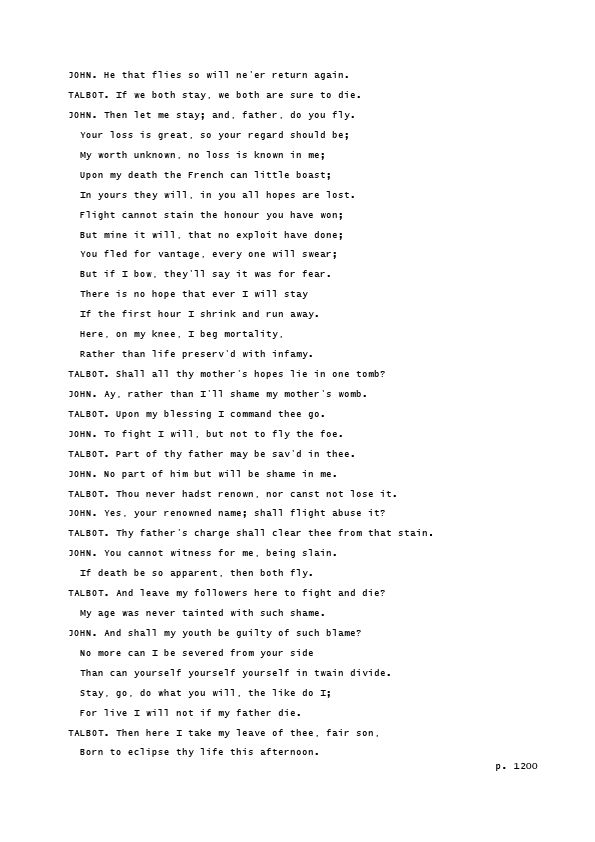 JOHN. He that flies so will ne'er return again.
TALBOT. If we both stay, we both are sure to die.
JOHN. Then let me stay; and, father, do you fly.
Your loss is great, so your regard should be;
My worth unknown, no loss is known in me;
Upon my death the French can little boast;
In yours they will, in you all hopes are lost.
Flight cannot stain the honour you have won;
But mine it will, that no exploit have done;
You fled for vantage, every one will swear;
But if I bow, they'll say it was for fear.
There is no hope that ever I will stay
If the first hour I shrink and run away.
Here, on my knee, I beg mortality,
Rather than life preserv'd with infamy.
TALBOT. Shall all thy mother's hopes lie in one tomb?
JOHN. Ay, rather than I'll shame my mother's womb.
TALBOT. Upon my blessing I command thee go.
JOHN. To fight I will, but not to fly the foe.
TALBOT. Part of thy father may be sav'd in thee.
JOHN. No part of him but will be shame in me.
TALBOT. Thou never hadst renown, nor canst not lose it.
JOHN. Yes, your renowned name; shall flight abuse it?
TALBOT. Thy father's charge shall clear thee from that stain.
JOHN. You cannot witness for me, being slain.
If death be so apparent, then both fly.
TALBOT. And leave my followers here to fight and die?
My age was never tainted with such shame.
JOHN. And shall my youth be guilty of such blame?
No more can I be severed from your side
Than can yourself yourself yourself in twain divide.
Stay, go, do what you will, the like do I;
For live I will not if my father die.
TALBOT. Then here I take my leave of thee, fair son,
Born to eclipse thy life this afternoon.
p. 1200